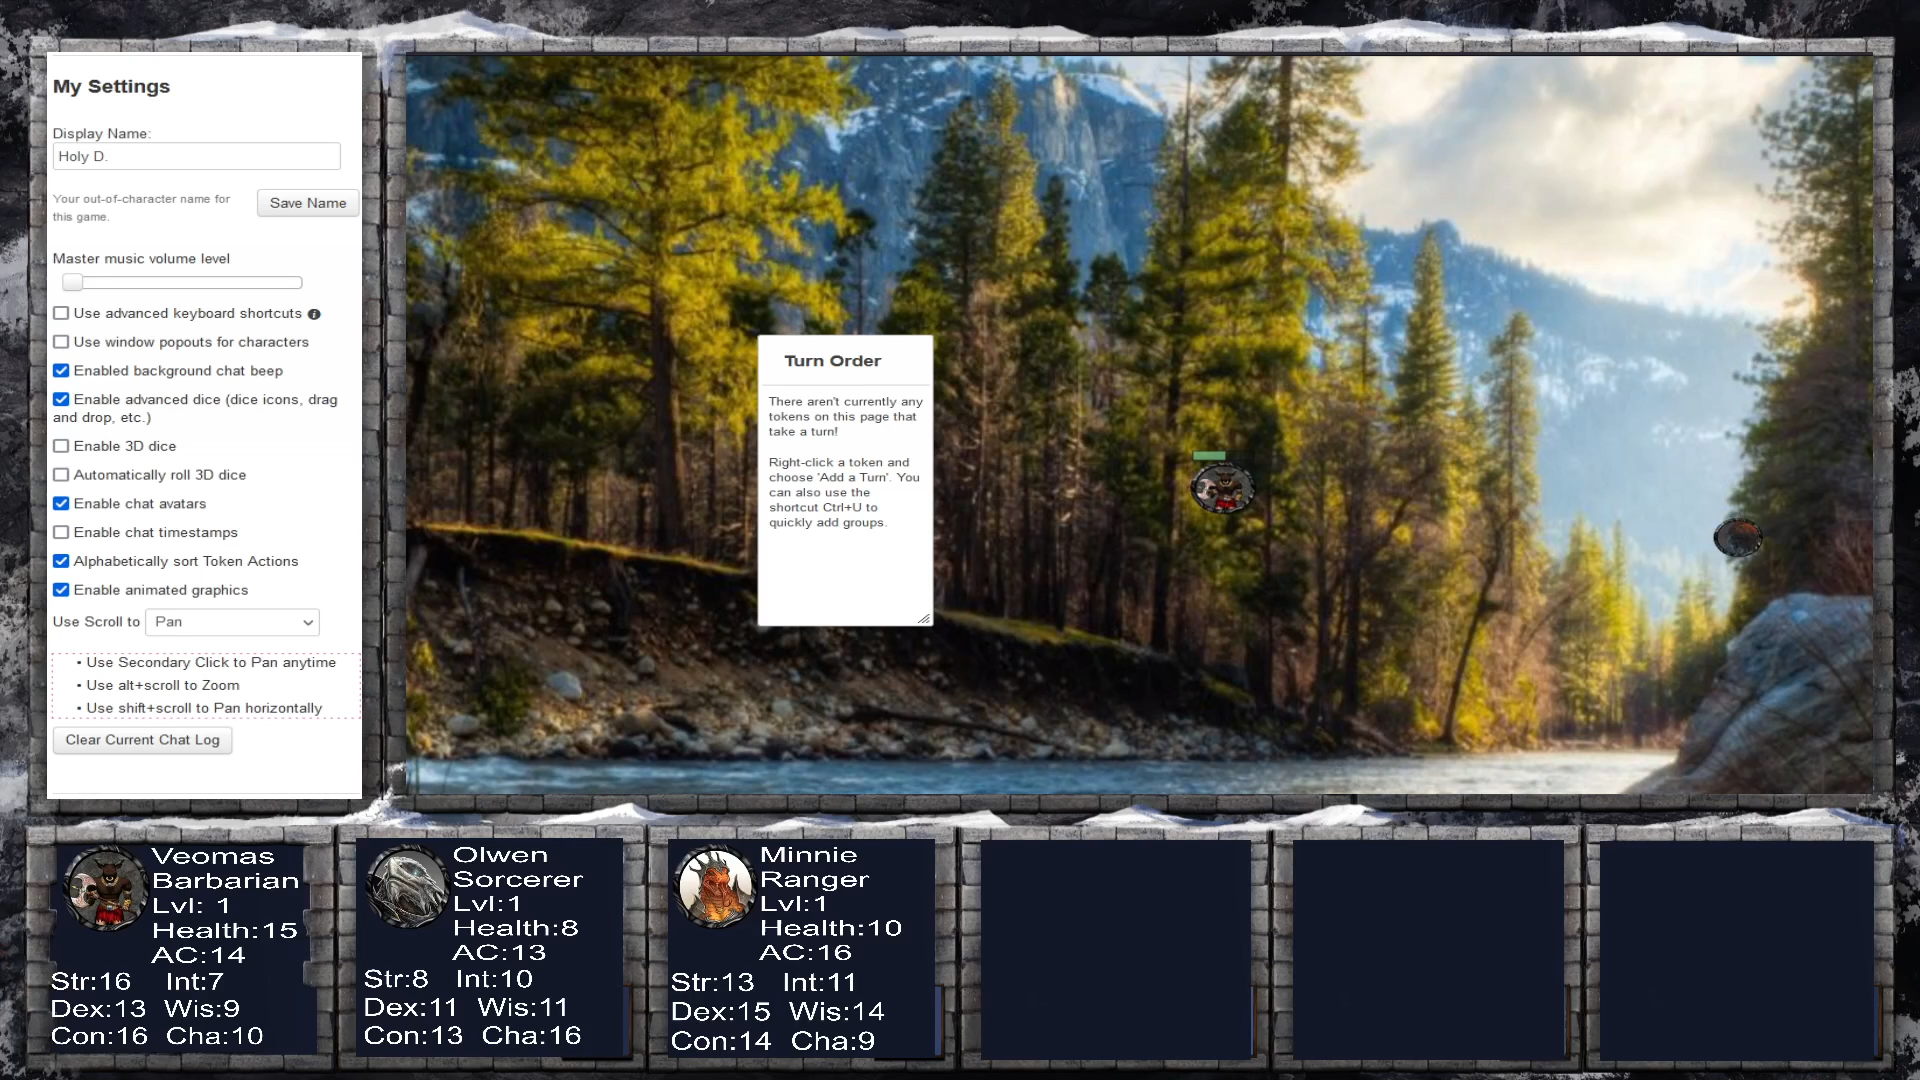 My Settings
Display Name:
Holy D.
Your out-of-character name for
this game.
Save Name
Master music volume level
Use advanced keyboard shortcuts
Use window popouts for characters
Enabled background chat beep
Enable advanced dice (dice icons, drag
and drop, etc.)
Enable 3D dice
Automatically roll 3D dice
Enable chat avatars
Enable chat timestamps
Alphabetically sort Token Actions
Enable animated graphics
Use Scroll to Pan
• Use Secondary Click to Pan anytime
• Use alt+scroll to Zoom
• Use shift+scroll to Pan horizontally
Clear Current Chat Log
Turn Order
There aren't currently any
tokens on this page that
take a turn!
Right-click a token and
choose 'Add a Turn'. You
can also use the
shortcut Ctrl+U to
quickly add groups.
Veomas
Barbarian
Lvl: 1
Health:15
AC:14
Str:16 Int:7
Dex:13 Wis:9
Con:16 Cha:10
Olwen
Sorcerer
Lvl:1
Health:8
AC:13
Str:8 Int:10
Dex:11 Wis:11
Con:13 Cha:16
Minnie
Ranger
Lvl:1
Health:10
AC:16
Str:13 Int:11
Dex:15 Wis:14
Con:14 Cha:9